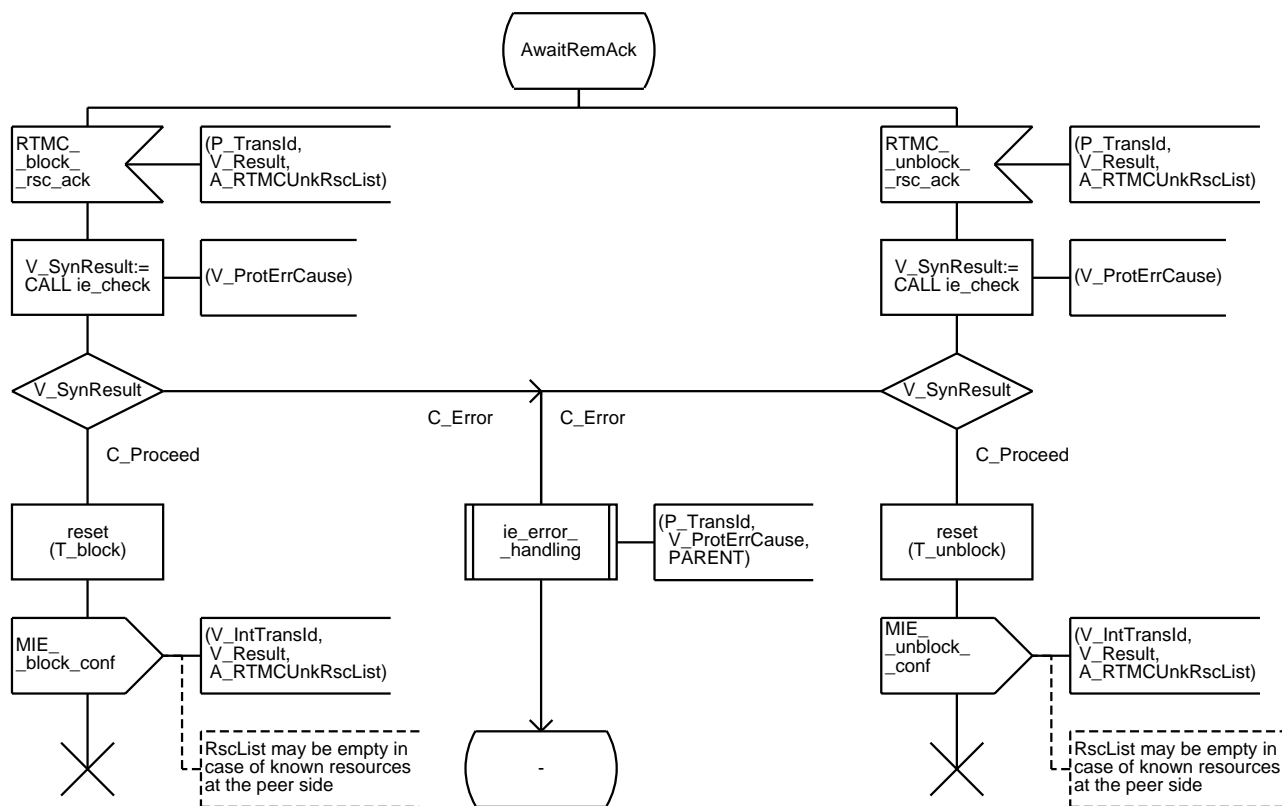 AwaitRemAck
RTMC_
_block_
_rsc_ack
(P_TransId,
V_Result,
A_RTMCUnkRscList)
RTMC_
_unblock_
_rsc_ack
(P_TransId,
V_Result,
A_RTMCUnkRscList)
V_SynResult:=
CALL ie_check
(V_ProtErrCause)
V_SynResult:=
CALL ie_check
(V_ProtErrCause)
V_SynResult
V_SynResult
C_Error
C_Error
C_Proceed
C_Proceed
reset
(T_block)
ie_error_
_handling
(P_TransId,
V_ProtErrCause,
PARENT)
reset
(T_unblock)
MIE_
_block_conf
(V_IntTransId,
V_Result,
A_RTMCUnkRscList)
MIE_
_unblock_
_conf
(V_IntTransId,
V_Result,
A_RTMCUnkRscList)
RscList may be empty in
case of known resources
at the peer side
-
RscList may be empty in
case of known resources
at the peer side